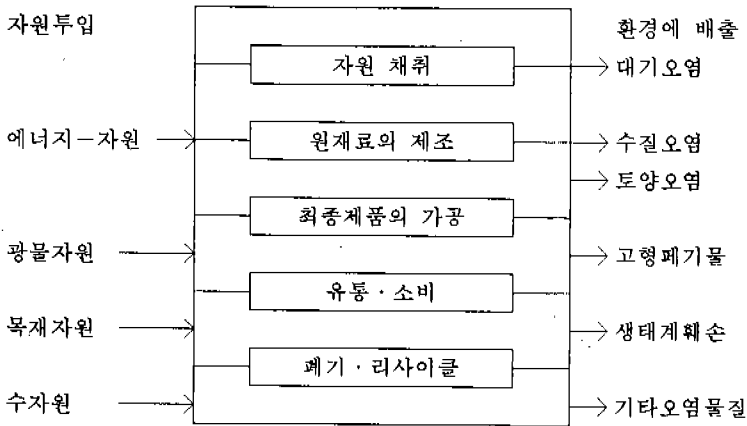 자원투입
환경에 배출
자원 채취
대기오염
에너지-자원
원재료의 제조
수질오염
토양오염
최종제품의 가공
광물자원
고형폐기물
유통·소비
목재자원
생태계훼손
폐기·리사이클
수자원
기타오염물질